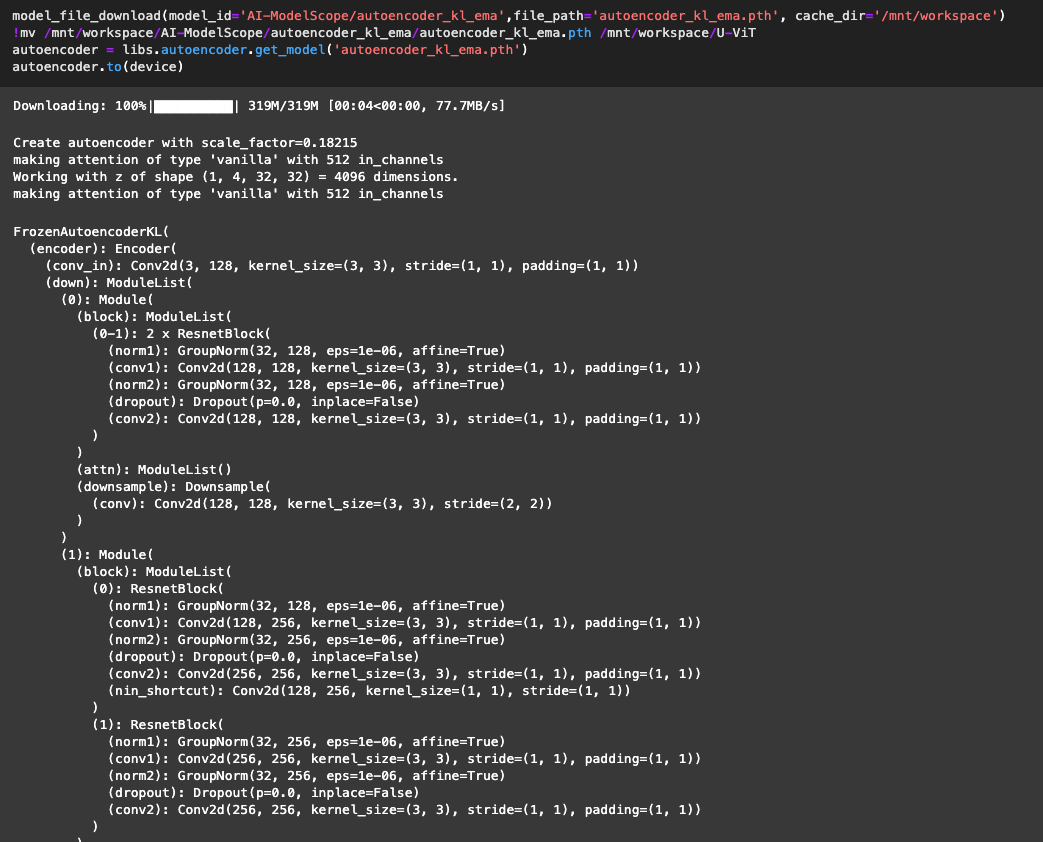 model_file_download(model_id='AI-ModelScope/autoencoder_kl_ema',file_path='autoencoder_kl_ema.pth', cache_dir='/mnt/workspace')
!mv /mnt/workspace/AI-ModelScope/autoencoder_kl_ema/autoencoder_kl_ema.pth /mnt/workspace/U-ViT
autoencoder = libs.autoencoder.get_model('autoencoder_kl_ema.pth')
autoencoder.to(device)
Downloading: 100%|██████████| 319M/319M [00:04<00:00, 77.7MB/s]
Create autoencoder with scale_factor=0.18215
making attention of type 'vanilla' with 512 in_channels
Working with z of shape (1, 4, 32, 32) = 4096 dimensions.
making attention of type 'vanilla' with 512 in_channels
FrozenAutoencoderKL(
  (encoder): Encoder(
    (conv_in): Conv2d(3, 128, kernel_size=(3, 3), stride=(1, 1), padding=(1, 1))
    (down): ModuleList(
      (0): Module(
        (block): ModuleList(
          (0-1): 2 x ResnetBlock(
            (norm1): GroupNorm(32, 128, eps=1e-06, affine=True)
            (conv1): Conv2d(128, 128, kernel_size=(3, 3), stride=(1, 1), padding=(1, 1))
            (norm2): GroupNorm(32, 128, eps=1e-06, affine=True)
            (dropout): Dropout(p=0.0, inplace=False)
            (conv2): Conv2d(128, 128, kernel_size=(3, 3), stride=(1, 1), padding=(1, 1))
          )
        )
        (attn): ModuleList()
        (downsample): Downsample(
          (conv): Conv2d(128, 128, kernel_size=(3, 3), stride=(2, 2))
        )
      )
      (1): Module(
        (block): ModuleList(
          (0): ResnetBlock(
            (norm1): GroupNorm(32, 128, eps=1e-06, affine=True)
            (conv1): Conv2d(128, 256, kernel_size=(3, 3), stride=(1, 1), padding=(1, 1))
            (norm2): GroupNorm(32, 256, eps=1e-06, affine=True)
            (dropout): Dropout(p=0.0, inplace=False)
            (conv2): Conv2d(256, 256, kernel_size=(3, 3), stride=(1, 1), padding=(1, 1))
            (nin_shortcut): Conv2d(128, 256, kernel_size=(1, 1), stride=(1, 1))
          )
          (1): ResnetBlock(
            (norm1): GroupNorm(32, 256, eps=1e-06, affine=True)
            (conv1): Conv2d(256, 256, kernel_size=(3, 3), stride=(1, 1), padding=(1, 1))
            (norm2): GroupNorm(32, 256, eps=1e-06, affine=True)
            (dropout): Dropout(p=0.0, inplace=False)
            (conv2): Conv2d(256, 256, kernel_size=(3, 3), stride=(1, 1), padding=(1, 1))
          )